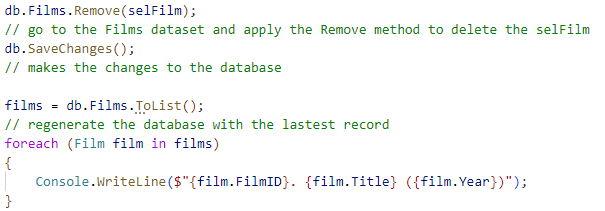 db.Films.Remove(selFilm);
// go to the Films dataset and apply the Remove method to delete the selFilm
db.SaveChanges();
// makes the changes to the database
films = db.Films.ToList();
// regenerate the database with the lastest record
foreach (Film film in films)
{
Console.WriteLine($"{film.FilmID}. {film.Title} ({film.Year})");
}